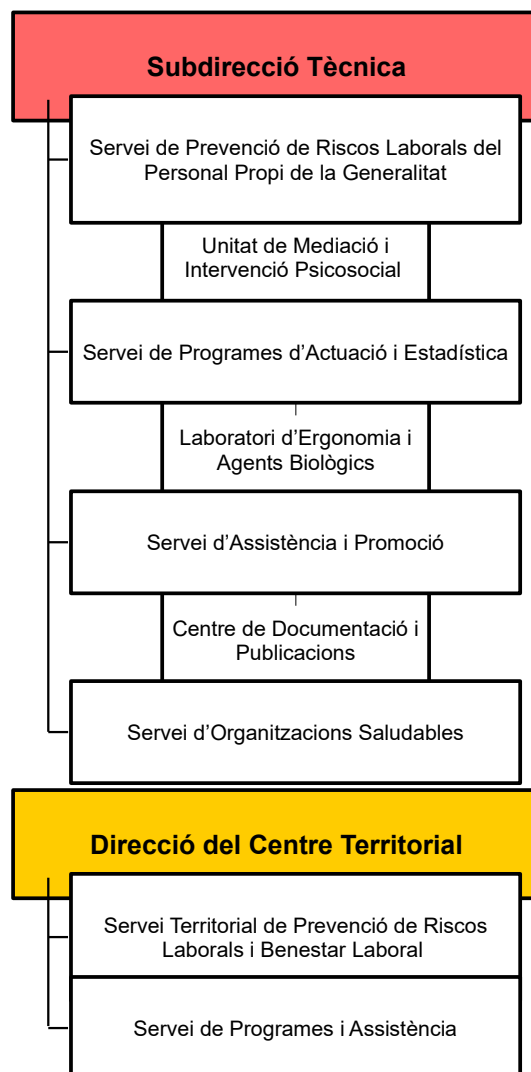 Subdirecció Tècnica
Servei de Prevenció de Riscos Laborals del
Personal Propi de la Generalitat
Unitat de Mediació i
Intervenció Psicosocial
Servei de Programes d’Actuació i Estadística
Laboratori d’Ergonomia i
Agents Biològics
Servei d’Assistència i Promoció
Centre de Documentació i
Publicacions
Servei d’Organitzacions Saludables
Direcció del Centre Territorial
Servei Territorial de Prevenció de Riscos
Laborals i Benestar Laboral
Servei de Programes i Assistència